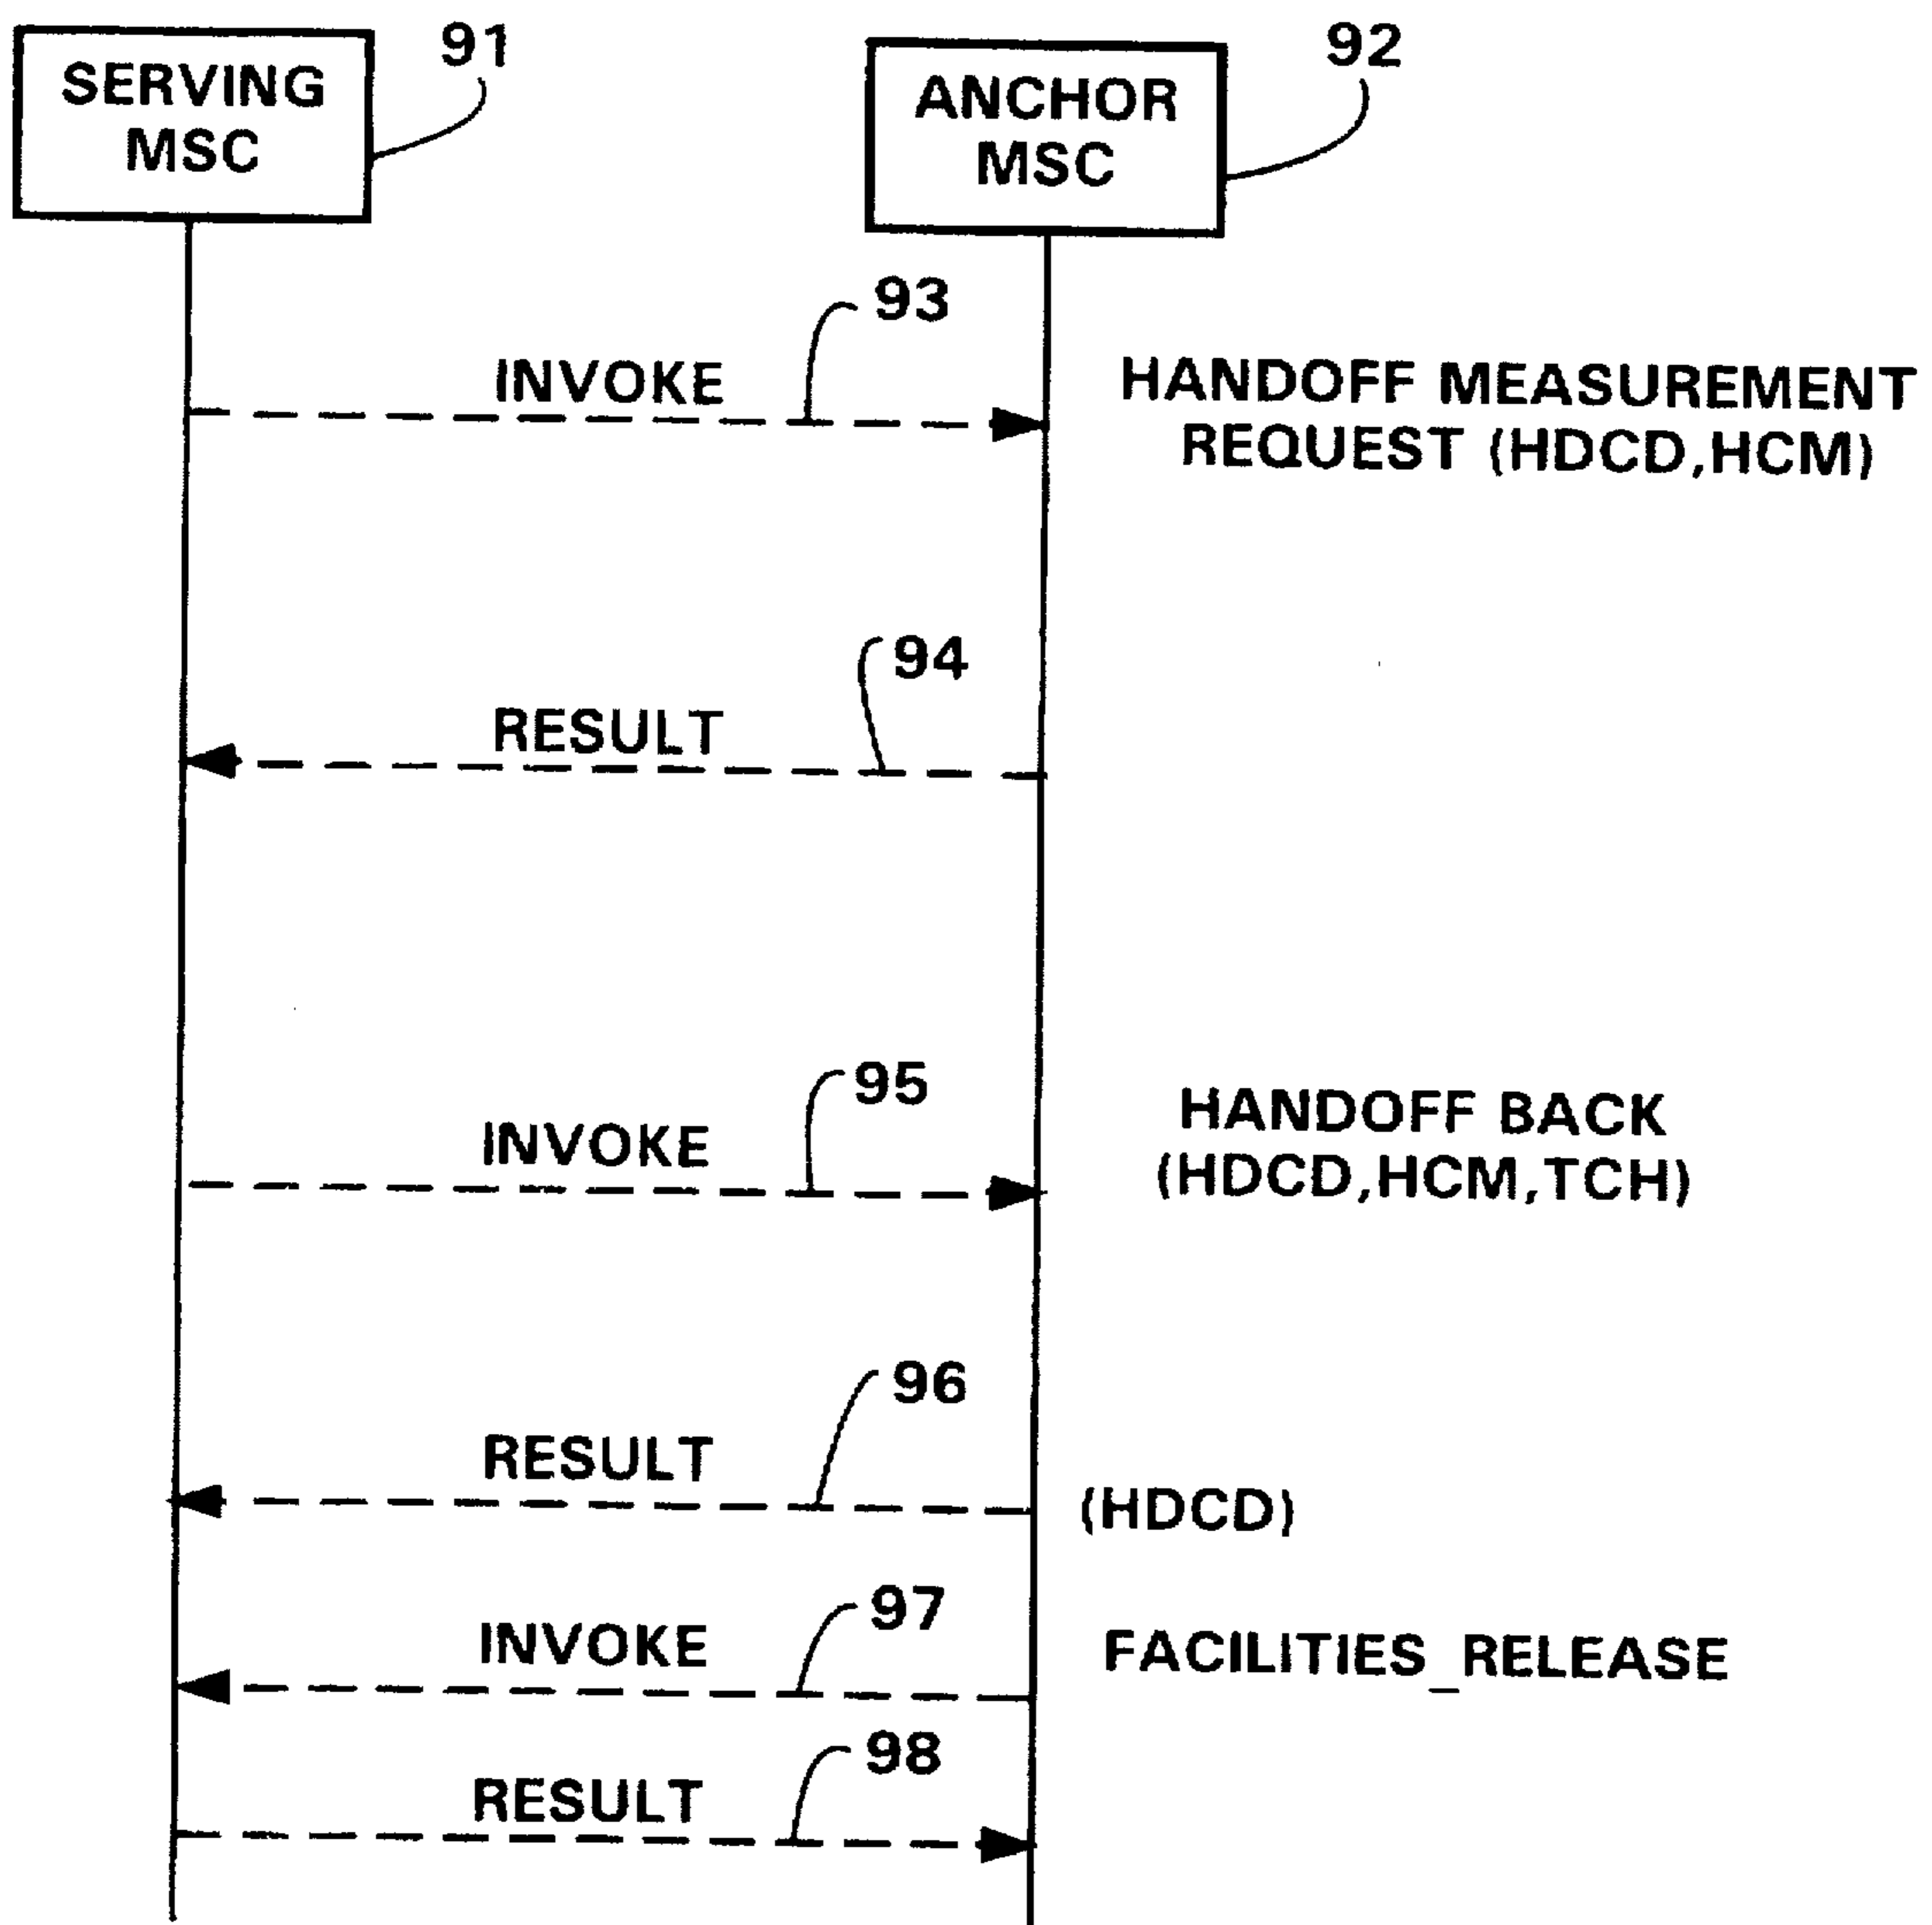 SERVING
MSC
91
ANCHOR
MSC
92
93
INVOKE
HANDOFF MEASUREMENT
REQUEST (HDCD,HCM)
94
RESULT
95
INVOKE
HANDOFF BACK
(HDCD,HCM,TCH)
96
RESULT
(HDCD)
97
INVOKE
FACILITIES_RELEASE
98
RESULT